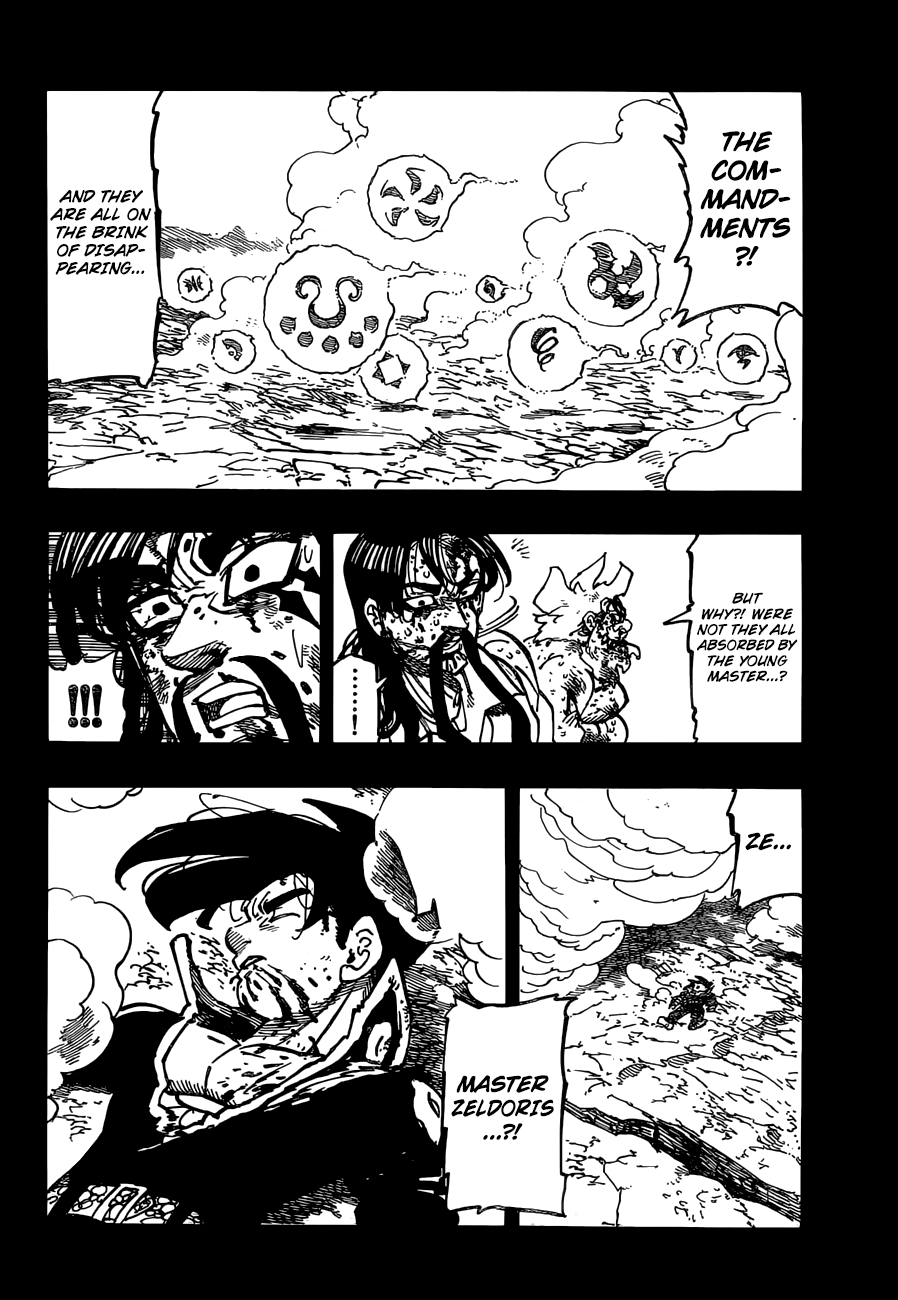 THE
COM-
MAND-
MENTS
?!
AND THEY
ARE ALL ON
THE BRINK
OF DISAP-
PEARING...
BUT
WHY?! WERE
NOT THEY ALL
ABSORBED BY
THE YOUNG
MASTER...?
.......!
!!!
ZE...
MASTER
ZELDORIS
...?!